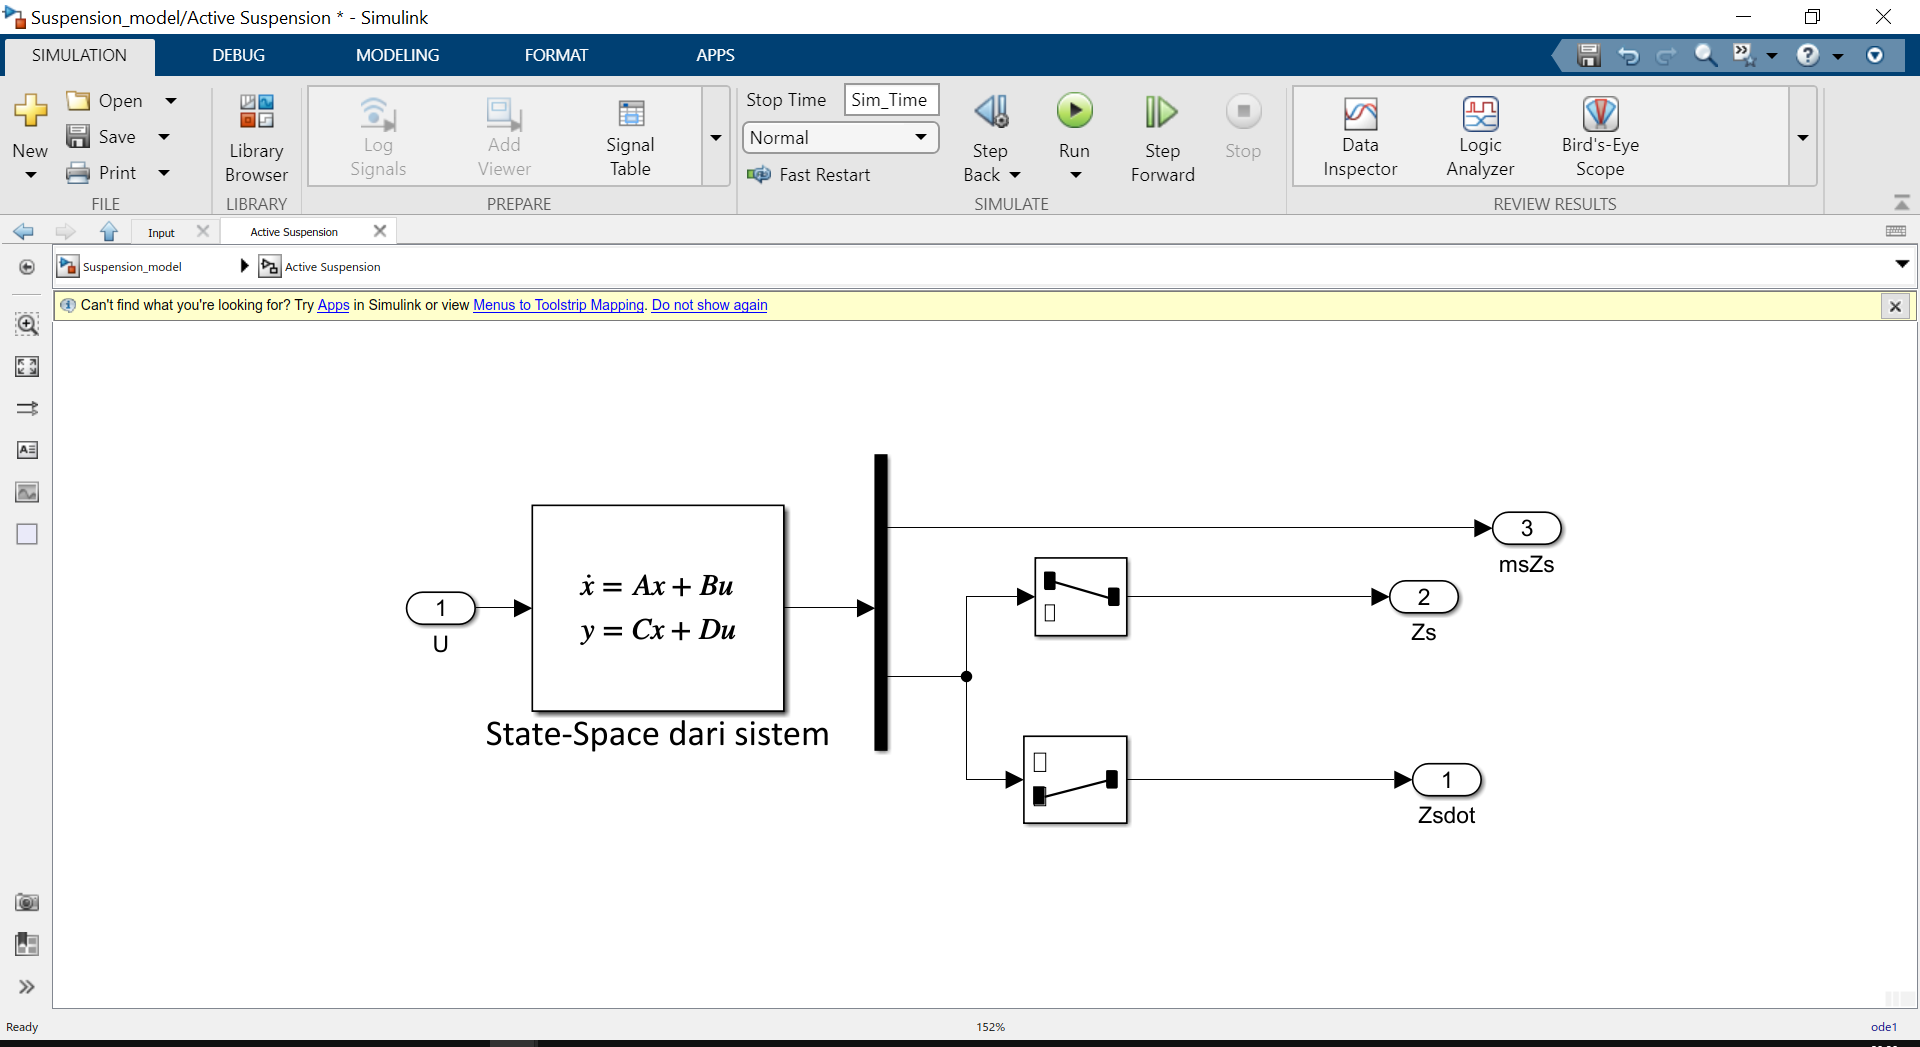 Suspension_model/Active Suspension * - Simulink
SIMULATION DEBUG MODELING FORMAT APPS
New
Open
Save
Print
FILE
Library
Browser
LIBRARY
Log
Signals
Add
Viewer
Signal
Table
PREPARE
Stop Time Sim_Time
Normal
Fast Restart
Step
Back
Run
Step
Forward
Stop
SIMULATE
Data
Inspector
Logic
Analyzer
Bird's-Eye
Scope
REVIEW RESULTS
Input Active Suspension
Suspension_model Active Suspension
Can't find what you're looking for? Try Apps in Simulink or view Menus to Toolstrip Mapping. Do not show again
1
U
ẋ = Ax + Bu
y = Cx + Du
State-Space dari sistem
3
msZs
2
Zs
1
Zsdot
Ready 152% ode1